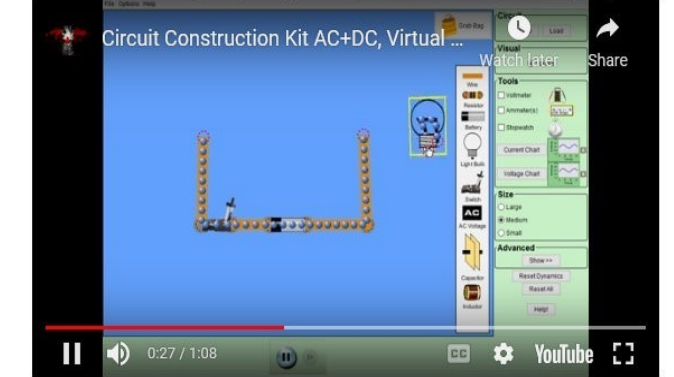 File Options Help
Circuit Construction Kit AC+DC, Virtual ...
Watch later
Share
Grab Bag
Circuit
Load
Visual
Tools
Voltmeter
Ammeter(s)
Stopwatch
Current Chart
Voltage Chart
Size
Large
Medium
Small
Advanced
Show >>
Reset Dynamics
Reset All
Help!
Wire
Resistor
Battery
Light Bulb
Switch
AC
AC Voltage
Capacitor
Inductor
0:27 / 1:08
CC
YouTube